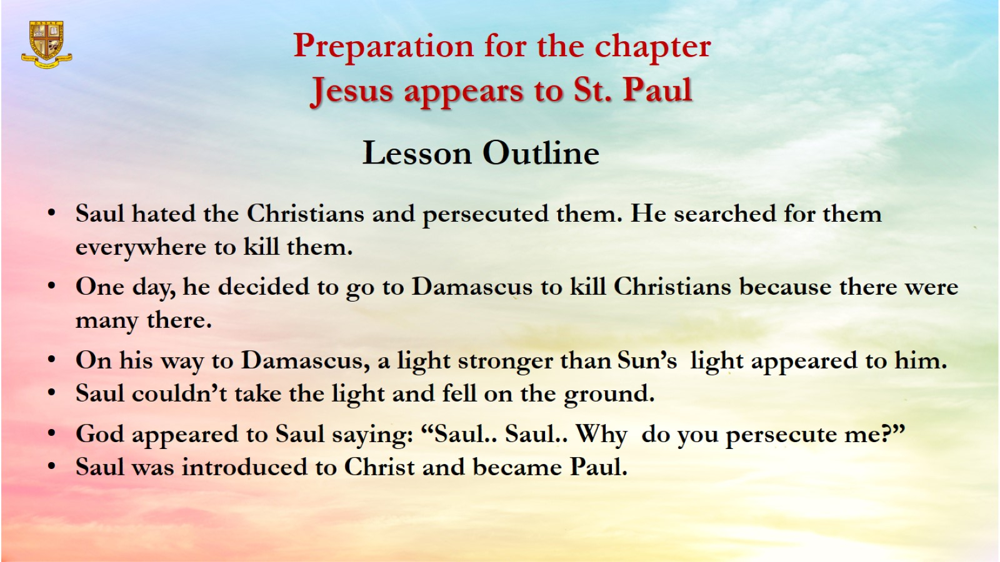 Preparation for the chapter
Jesus appears to St. Paul
Lesson Outline
• Saul hated the Christians and persecuted them. He searched for them
everywhere to kill them.
• One day, he decided to go to Damascus to kill Christians because there were
many there.
• On his way to Damascus, a light stronger than Sun’s  light appeared to him.
• Saul couldn’t take the light and fell on the ground.
• God appeared to Saul saying: “Saul.. Saul.. Why  do you persecute me?”
• Saul was introduced to Christ and became Paul.